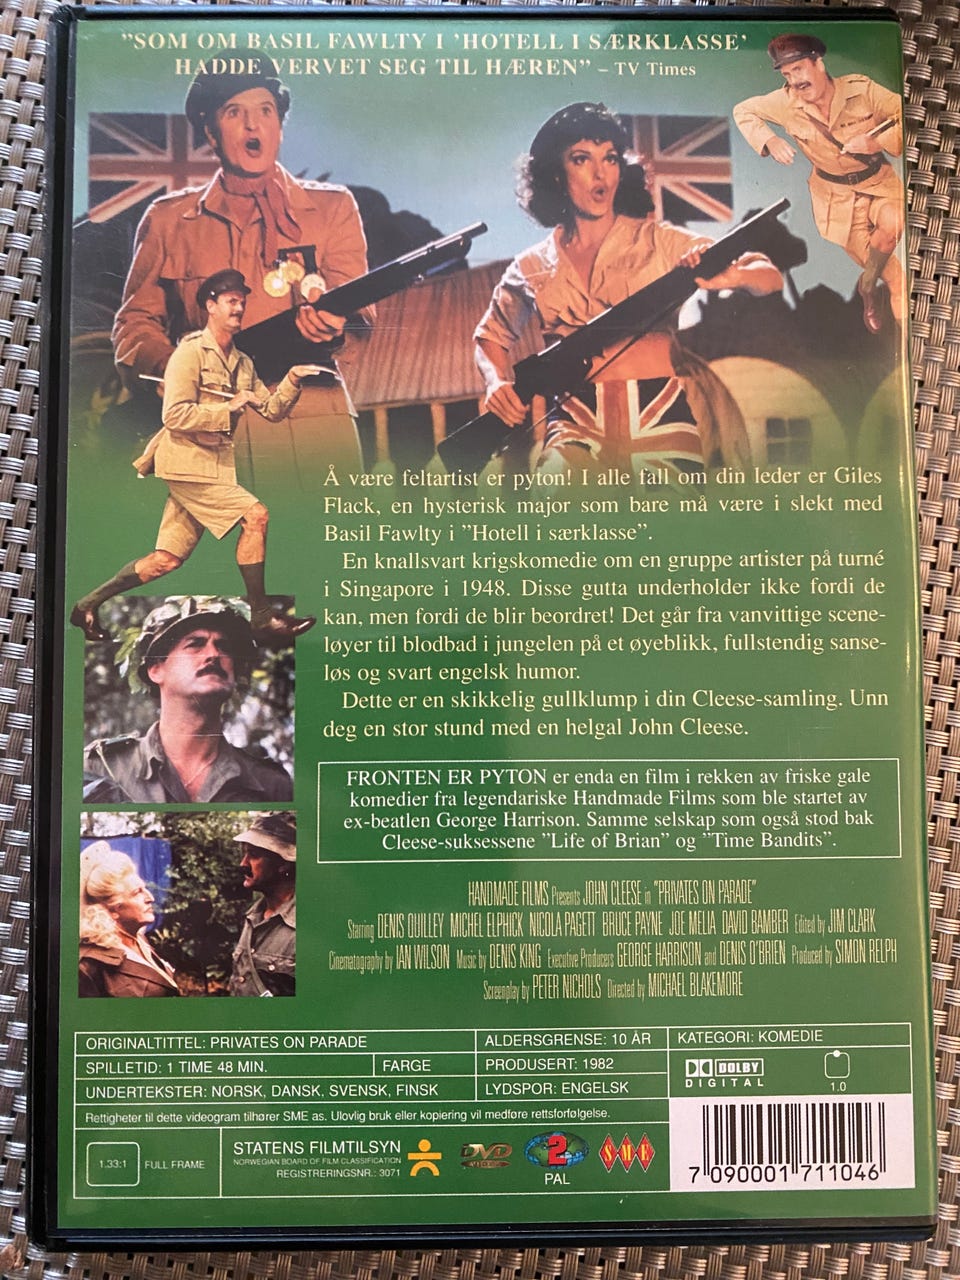 ”SOM OM BASIL FAWLTY I ’HOTELL I SÆRKLASSE’
HADDE VERVET SEG TIL HÆREN” – TV Times
Å være feltartist er pyton! I alle fall om din leder er Giles
Flack, en hysterisk major som bare må være i slekt med
Basil Fawlty i ”Hotell i særklasse”.
En knallsvart krigskomedie om en gruppe artister på turné
i Singapore i 1948. Disse gutta underholder ikke fordi de
kan, men fordi de blir beordret! Det går fra vanvittige scene-
løyer til blodbad i jungelen på et øyeblikk, fullstendig sanse-
løs og svart engelsk humor.
Dette er en skikkelig gullklump i din Cleese-samling. Unn
deg en stor stund med en helgal John Cleese.
FRONTEN ER PYTON er enda en film i rekken av friske gale
komedier fra legendariske Handmade Films som ble startet av
ex-beatlen George Harrison. Samme selskap som også stod bak
Cleese-suksessene ”Life of Brian” og ”Time Bandits”.
HANDMADE FILMS Presents JOHN CLEESE in "PRIVATES ON PARADE"
Starring DENIS QUILLEY MICHEL ELPHICK NICOLA PAGETT BRUCE PAYNE JOE MELIA DAVID BAMBER Edited by JIM CLARK
Cinematography by IAN WILSON Music by DENIS KING Executive Producers GEORGE HARRISON and DENIS O'BRIEN Produced by SIMON RELPH
Screenplay by PETER NICHOLS Directed by MICHAEL BLAKEMORE
ORIGINALTITTEL: PRIVATES ON PARADE
ALDERSGRENSE: 10 ÅR
KATEGORI: KOMEDIE
SPILLETID: 1 TIME 48 MIN.
FARGE
PRODUSERT: 1982
UNDERTEKSTER: NORSK, DANSK, SVENSK, FINSK
LYDSPOR: ENGELSK
DOLBY
DIGITAL
1.0
Rettigheter til dette videogram tilhører SME as. Ulovlig bruk eller kopiering vil medføre rettsforfølgelse.
1.33:1
FULL FRAME
STATENS FILMTILSYN
NORWEGIAN BOARD OF FILM CLASSIFICATION
REGISTRERINGSNR.: 3071
DVD
VIDEO
2
PAL
SME
7 090001 711046